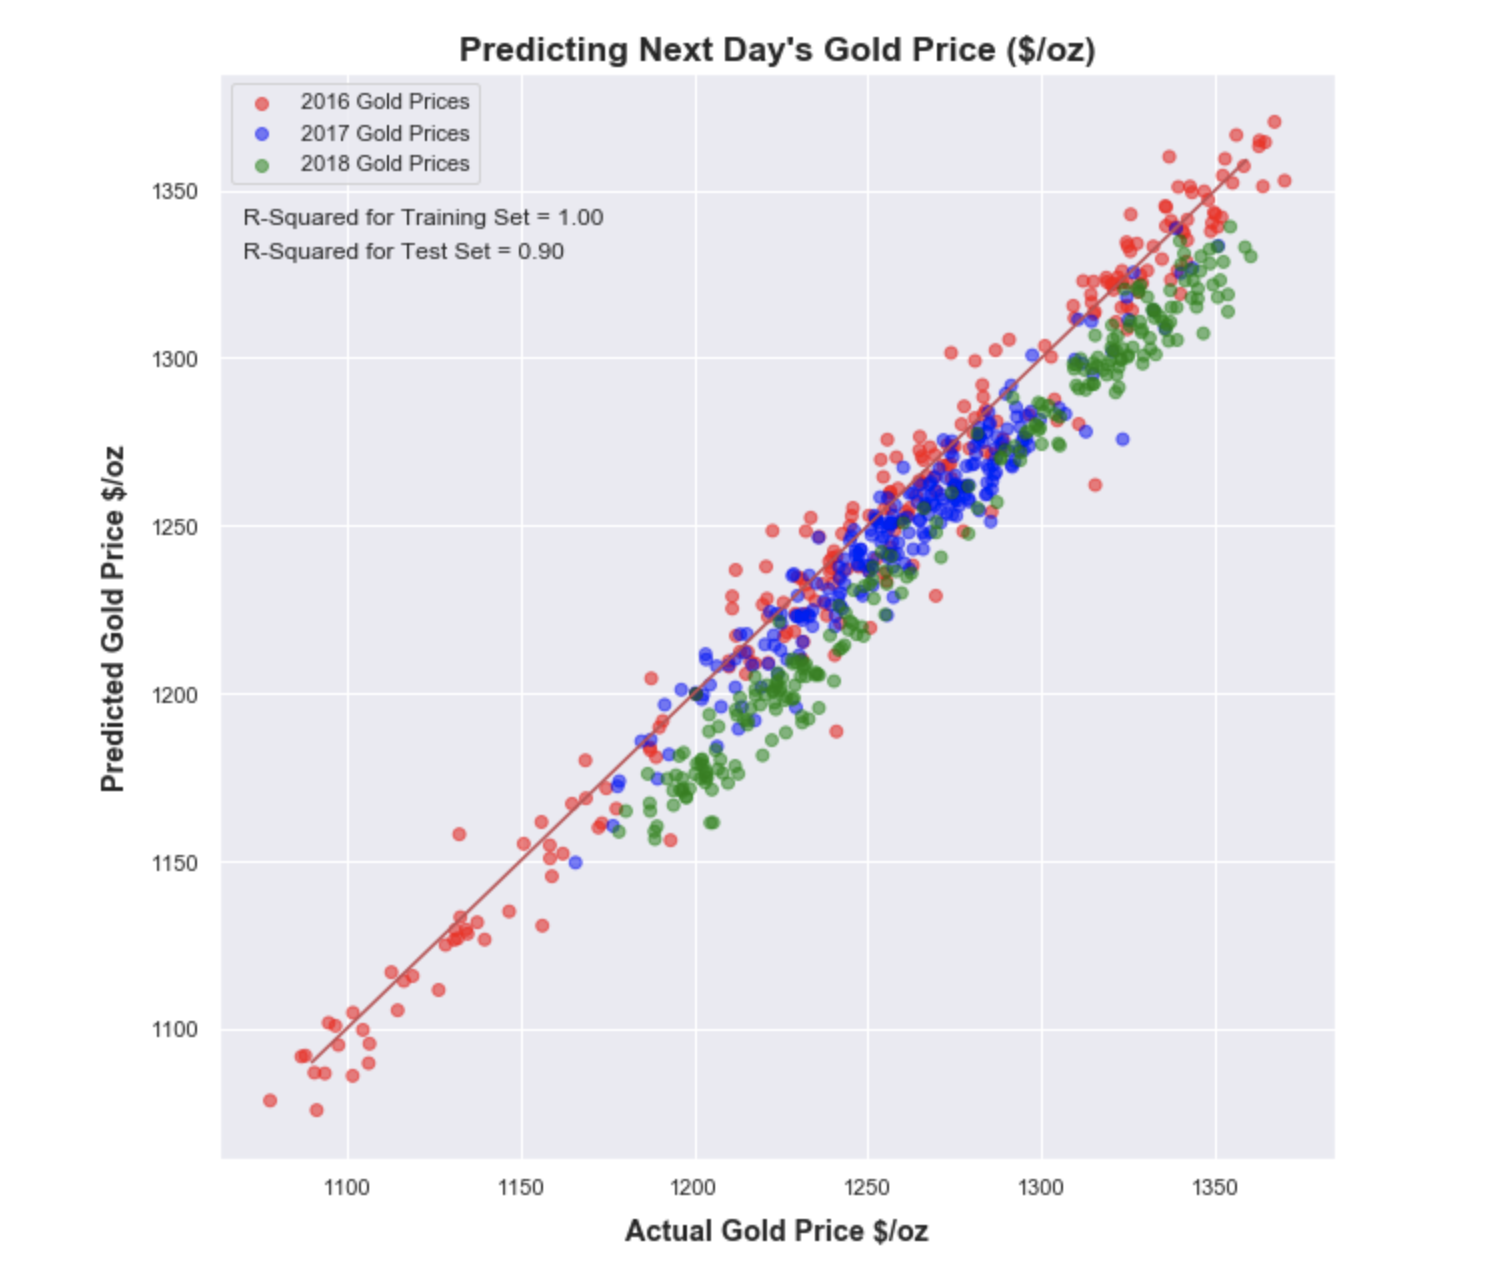 Predicting Next Day's Gold Price ($/oz)
2016 Gold Prices
2017 Gold Prices
2018 Gold Prices
R-Squared for Training Set = 1.00
R-Squared for Test Set = 0.90
1350
1300
1250
1200
1150
1100
Predicted Gold Price $/oz
1100 1150 1200 1250 1300 1350
Actual Gold Price $/oz